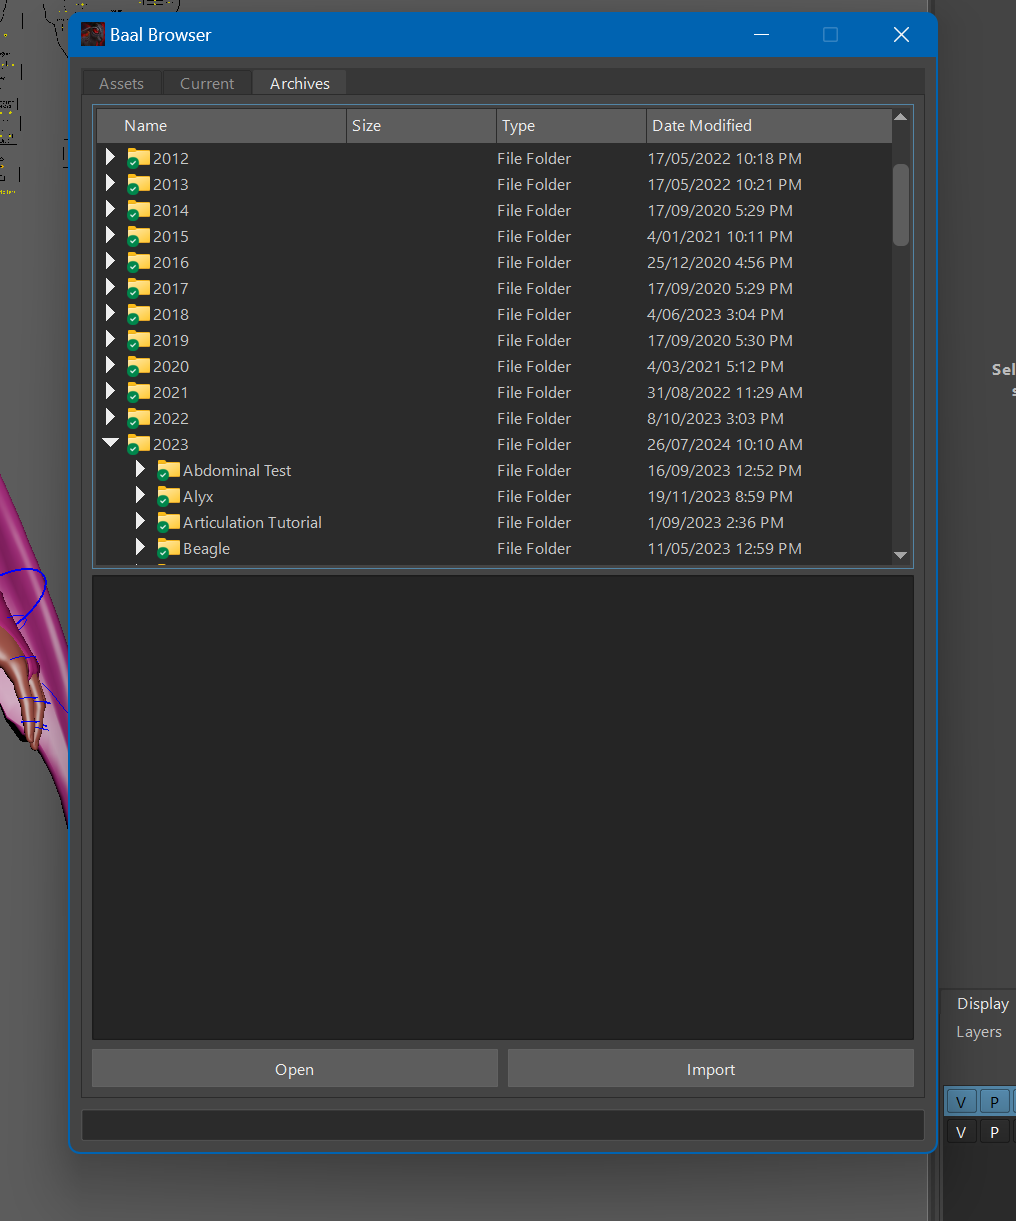 Baal Browser
Assets Current Archives
Name Size Type Date Modified
2012 File Folder 17/05/2022 10:18 PM
2013 File Folder 17/05/2022 10:21 PM
2014 File Folder 17/09/2020 5:29 PM
2015 File Folder 4/01/2021 10:11 PM
2016 File Folder 25/12/2020 4:56 PM
2017 File Folder 17/09/2020 5:29 PM
2018 File Folder 4/06/2023 3:04 PM
2019 File Folder 17/09/2020 5:30 PM
2020 File Folder 4/03/2021 5:12 PM
2021 File Folder 31/08/2022 11:29 AM
2022 File Folder 8/10/2023 3:03 PM
2023 File Folder 26/07/2024 10:10 AM
Abdominal Test File Folder 16/09/2023 12:52 PM
Alyx File Folder 19/11/2023 8:59 PM
Articulation Tutorial File Folder 1/09/2023 2:36 PM
Beagle File Folder 11/05/2023 12:59 PM
Open Import
Sel
s
Display
Layers
V P
V P